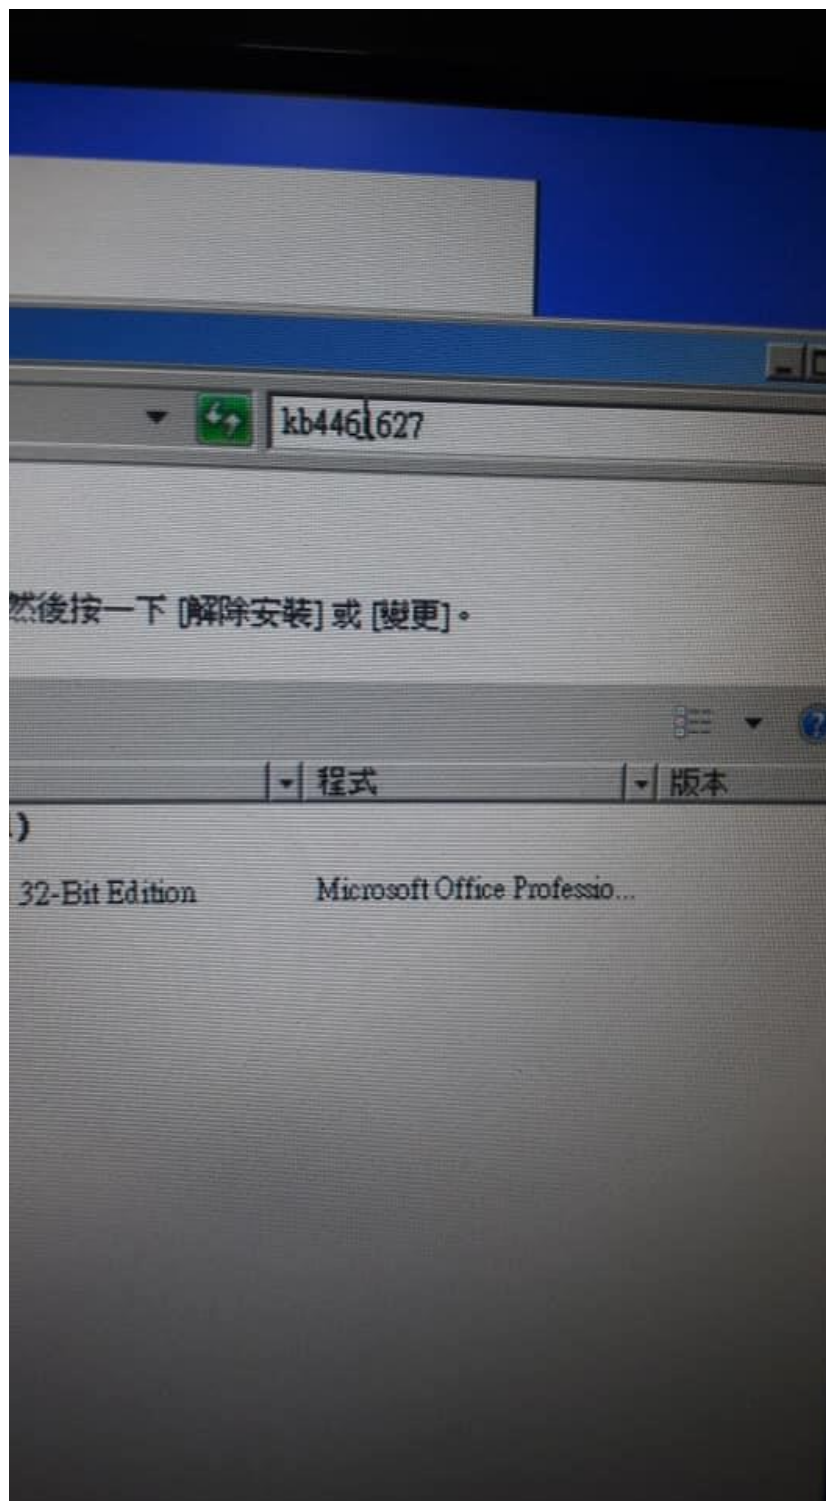 kb4461627
然後按一下 [解除安裝] 或 [變更]。
程式 版本
.)
32-Bit Edition Microsoft Office Professio...